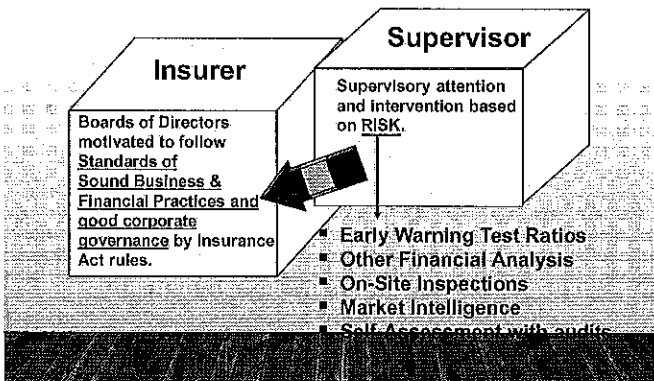 Insurer
Boards of Directors
motivated to follow
Standards of
Sound Business &
Financial Practices and
good corporate
governance by Insurance
Act rules.
Supervisor
Supervisory attention
and intervention based
on RISK.
▪ Early Warning Test Ratios
▪ Other Financial Analysis
▪ On-Site Inspections
▪ Market Intelligence
▪ Self-Assessment with audits